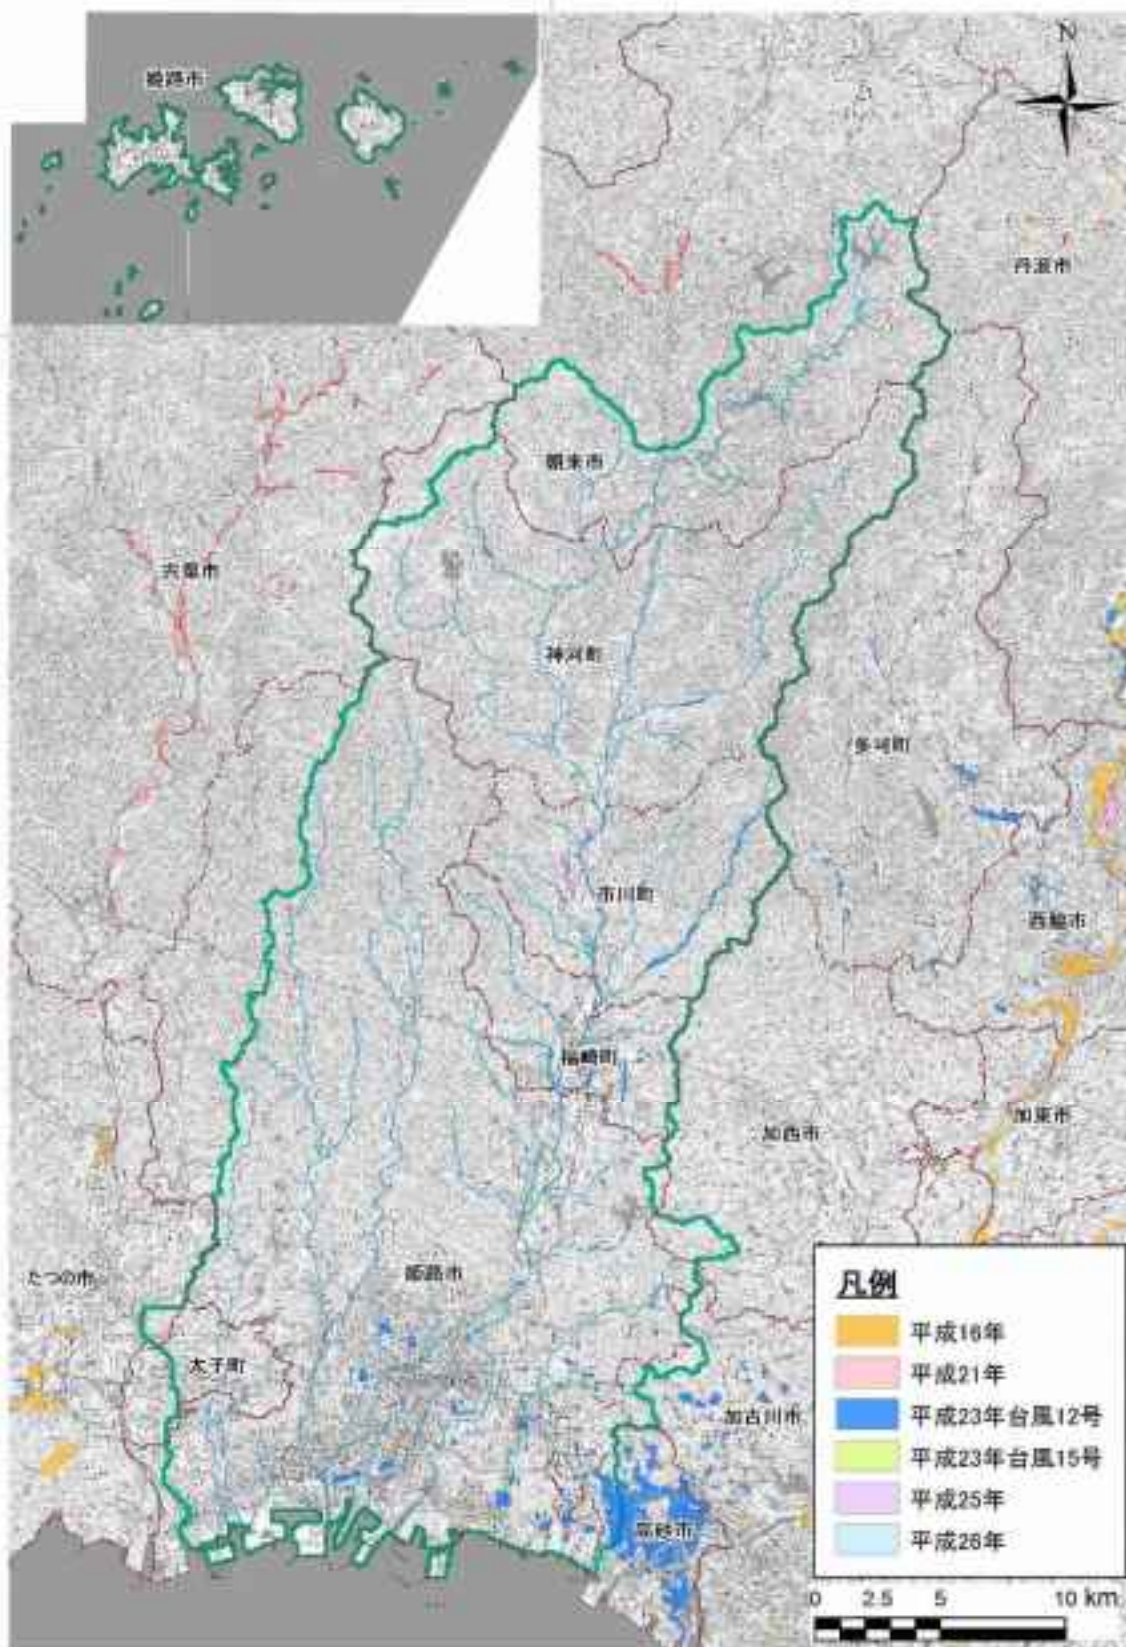 姫路市
N
丹波市
朝来市
宍粟市
神河町
多可町
市川町
西脇市
福崎町
加東市
加西市
たつの市
姫路市
太子町
加古川市
高砂市
凡例
平成16年
平成21年
平成23年台風12号
平成23年台風15号
平成25年
平成26年
0 2.5 5 10 km